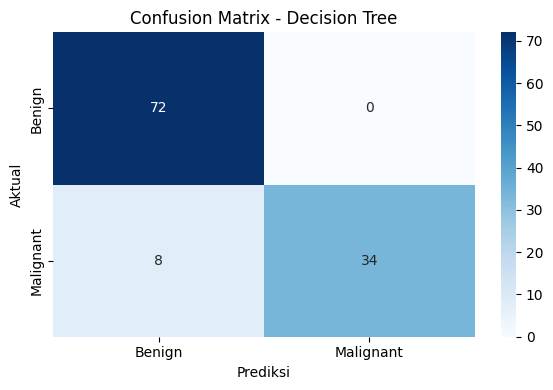 Confusion Matrix - Decision Tree
Aktual
Benign
Malignant
72
0
8
34
Benign
Malignant
Prediksi
70
60
50
40
30
20
10
0